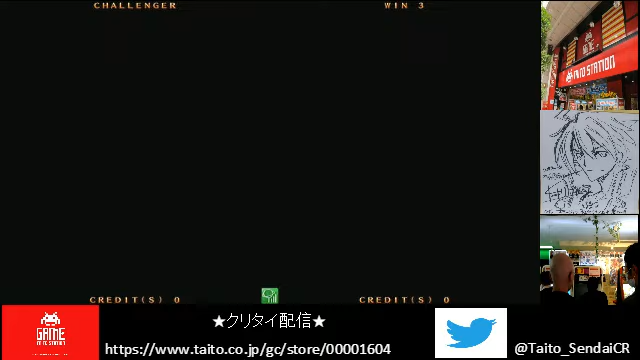 CHALLENGER
WIN 3
TAITO STATION
CREDIT(S) 0
CREDIT(S) 0
GAME
TAITO STATION
★クリタイ配信★
https://www.taito.co.jp/gc/store/00001604
@Taito_SendaiCR